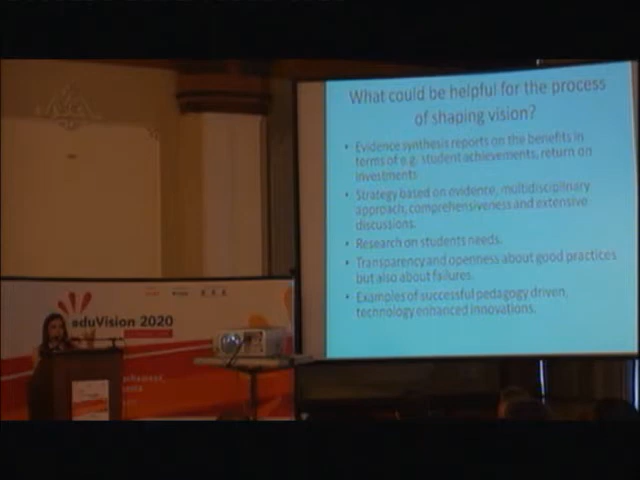 What could be helpful for the process
of shaping vision?
• Evidence synthesis reports on the benefits in
terms of e.g. student achievements, return on
investments
• Strategy based on evidence, multidisciplinary
approach, comprehensiveness and extensive
discussions.
• Research on students needs.
• Transparency and openness about good practices
but also about failures.
• Examples of successful pedagogy driven,
technology enhanced innovations.
eduVision 2020